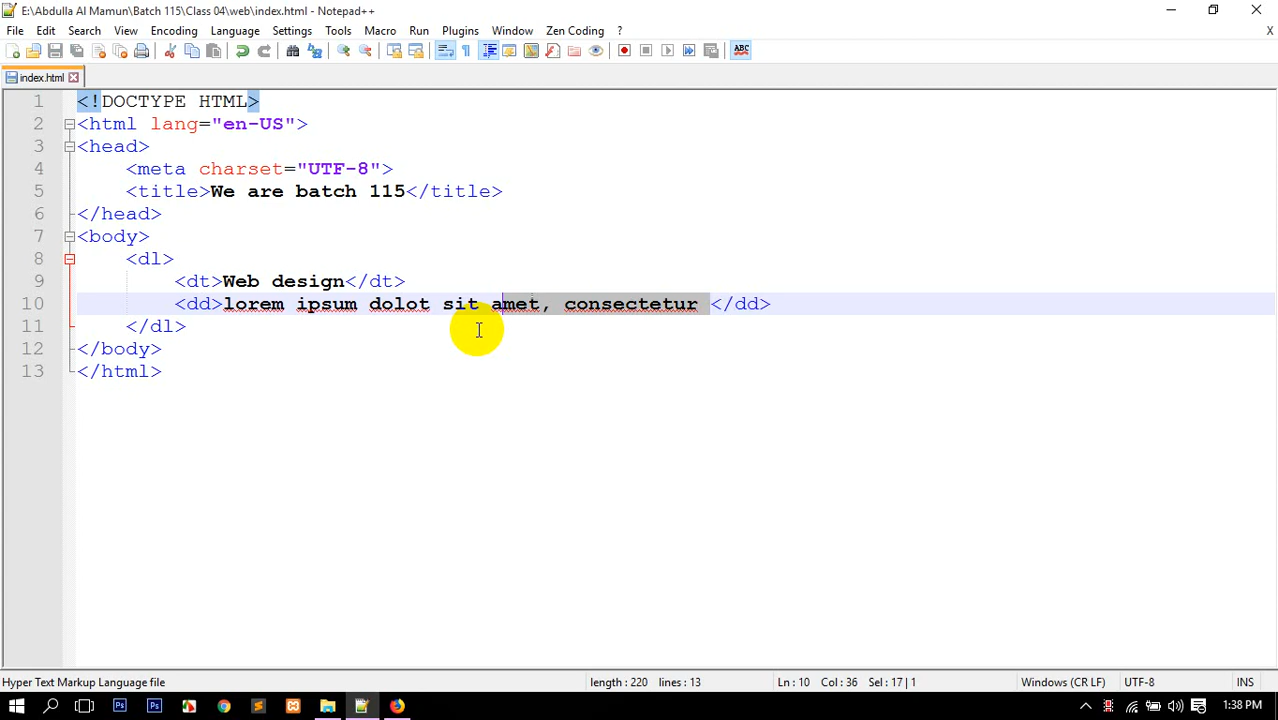 E:\Abdulla Al Mamun\Batch 115\Class 04\web\index.html - Notepad++
File Edit Search View Encoding Language Settings Tools Macro Run Plugins Window Zen Coding ? X
ABC
index.html
1 <!DOCTYPE HTML>
2 <html lang="en-US">
3 <head>
4 <meta charset="UTF-8">
5 <title>We are batch 115</title>
6 </head>
7 <body>
8 <dl>
9 <dt>Web design</dt>
10 <dd>lorem ipsum dolot sit amet, consectetur </dd>
11 </dl>
12 </body>
13 </html>
Hyper Text Markup Language file length : 220 lines : 13 Ln : 10 Col : 36 Sel : 17 | 1 Windows (CR LF) UTF-8 INS
Ps Ps 1:38 PM